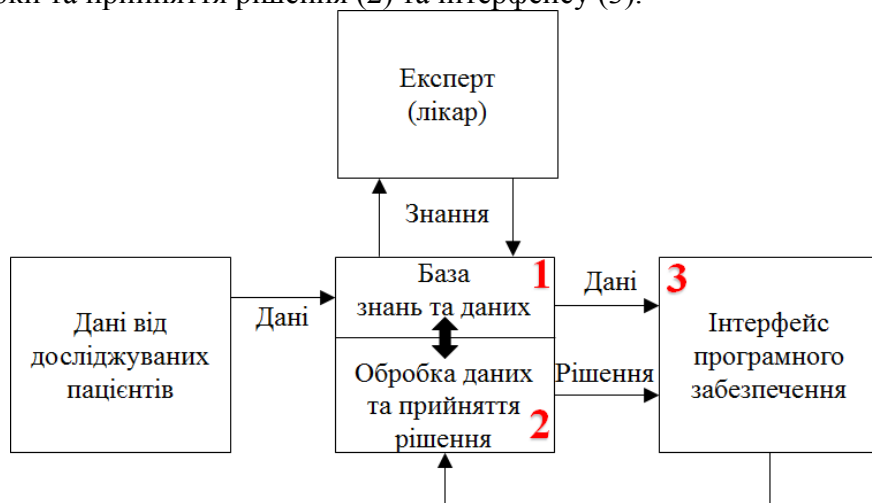 та прийняття рішення (2) та інтерфейсу (3).
Експерт
(лікар)
Знання
Дані від
досліджуваних
пацієнтів
Дані
База
знань та даних
1
Обробка даних
та прийняття
рішення
2
Дані
Рішення
3
Інтерфейс
програмного
забезпечення